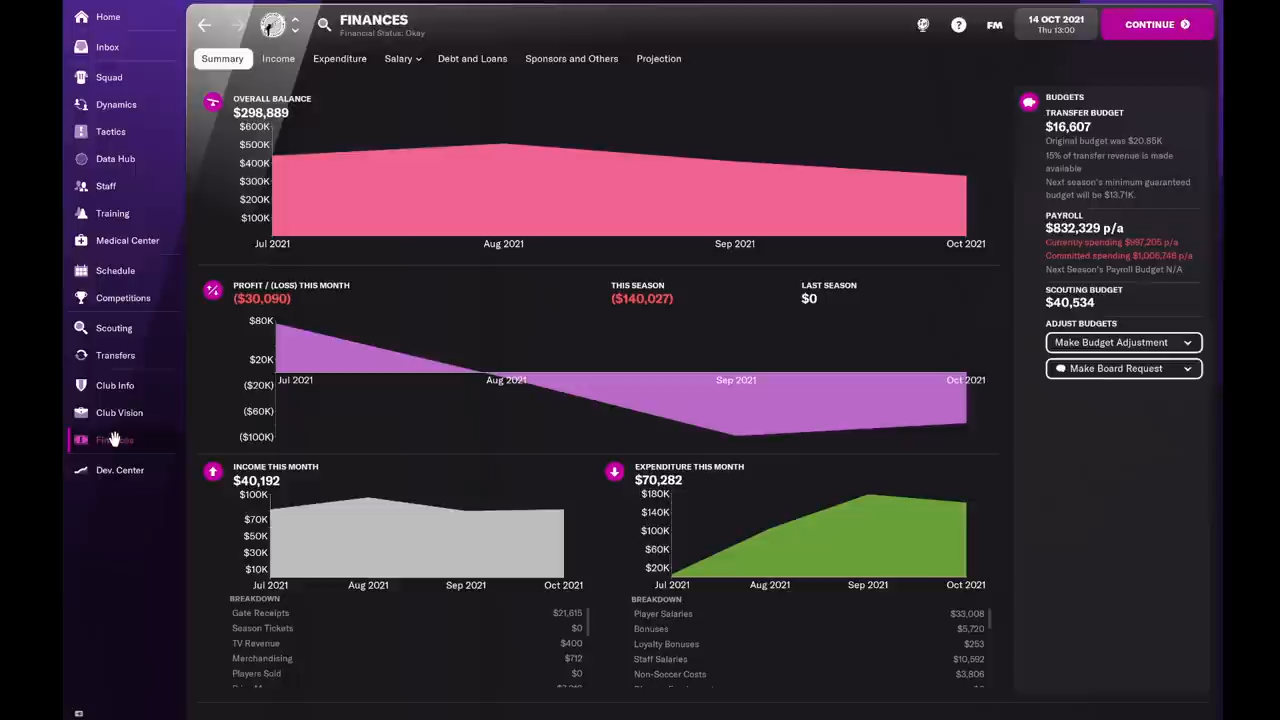 Home
Inbox
Squad
Dynamics
Tactics
Data Hub
Staff
Training
Medical Center
Schedule
Competitions
Scouting
Transfers
Club Info
Club Vision
Finances
Dev. Center
FINANCES
Financial Status: Okay
FM
14 OCT 2021
Thu 13:00
CONTINUE
Summary
Income
Expenditure
Salary
Debt and Loans
Sponsors and Others
Projection
OVERALL BALANCE
$298,889
$600K
$500K
$400K
$300K
$200K
$100K
Jul 2021
Aug 2021
Sep 2021
Oct 2021
PROFIT / (LOSS) THIS MONTH
($30,090)
THIS SEASON
($140,027)
LAST SEASON
$0
$80K
$20K
($20K)
($60K)
($100K)
Jul 2021
Aug 2021
Sep 2021
Oct 2021
INCOME THIS MONTH
$40,192
$100K
$70K
$50K
$30K
$10K
Jul 2021
Aug 2021
Sep 2021
Oct 2021
BREAKDOWN
Gate Receipts $21,615
Season Tickets $0
TV Revenue $400
Merchandising $712
Players Sold $0
EXPENDITURE THIS MONTH
$70,282
$180K
$140K
$100K
$60K
$20K
Jul 2021
Aug 2021
Sep 2021
Oct 2021
BREAKDOWN
Player Salaries $33,008
Bonuses $5,720
Loyalty Bonuses $253
Staff Salaries $10,592
Non-Soccer Costs $3,806
BUDGETS
TRANSFER BUDGET
$16,607
Original budget was $20.85K
15% of transfer revenue is made
available
Next season's minimum guaranteed
budget will be $13.71K.
PAYROLL
$832,329 p/a
Currently spending $997,205 p/a
Committed spending $1,006,746 p/a
Next Season's Payroll Budget N/A
SCOUTING BUDGET
$40,534
ADJUST BUDGETS
Make Budget Adjustment
Make Board Request